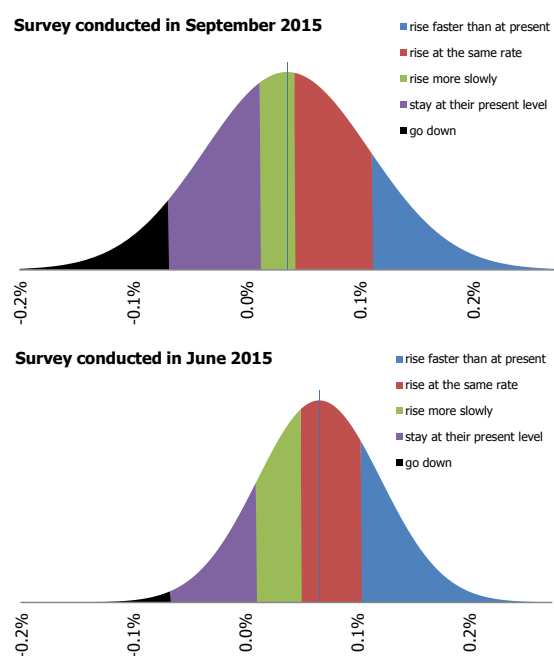 Survey conducted in September 2015
rise faster than at present
rise at the same rate
rise more slowly
stay at their present level
go down
-0.2%
-0.1%
0.0%
0.1%
0.2%
Survey conducted in June 2015
rise faster than at present
rise at the same rate
rise more slowly
stay at their present level
go down
-0.2%
-0.1%
0.0%
0.1%
0.2%